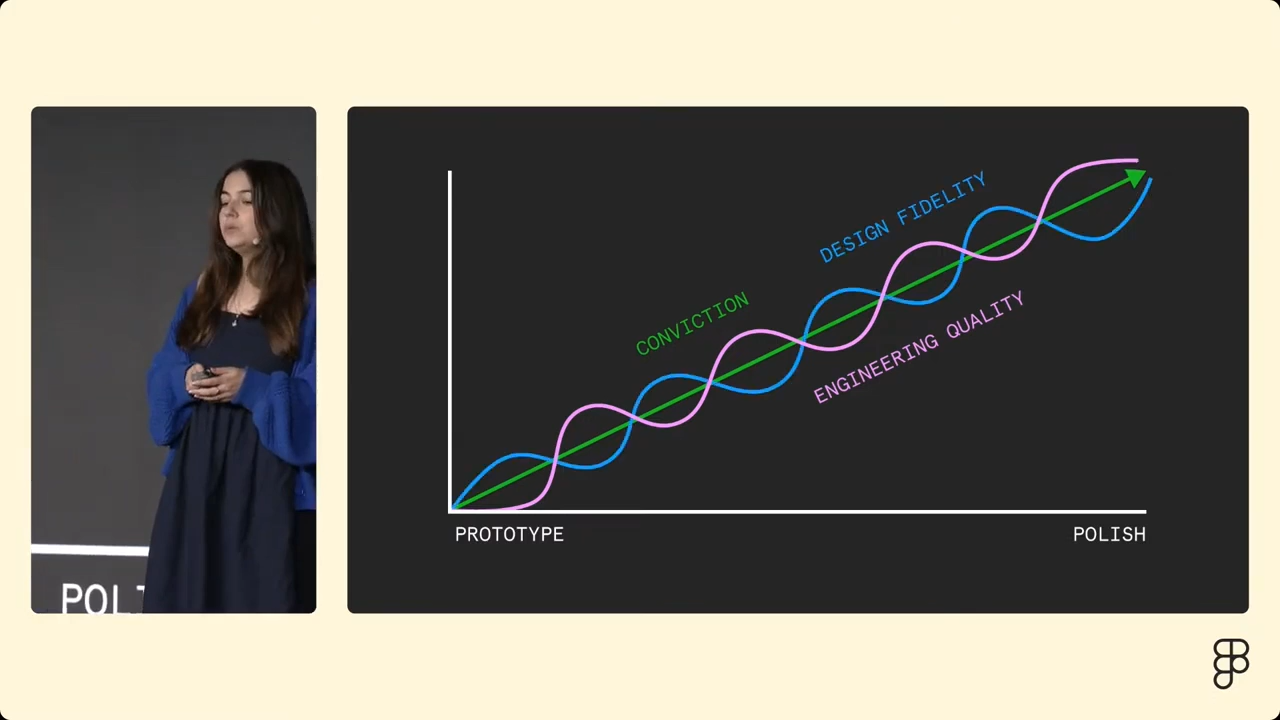 DESIGN FIDELITY
CONVICTION
ENGINEERING QUALITY
PROTOTYPE
POLISH